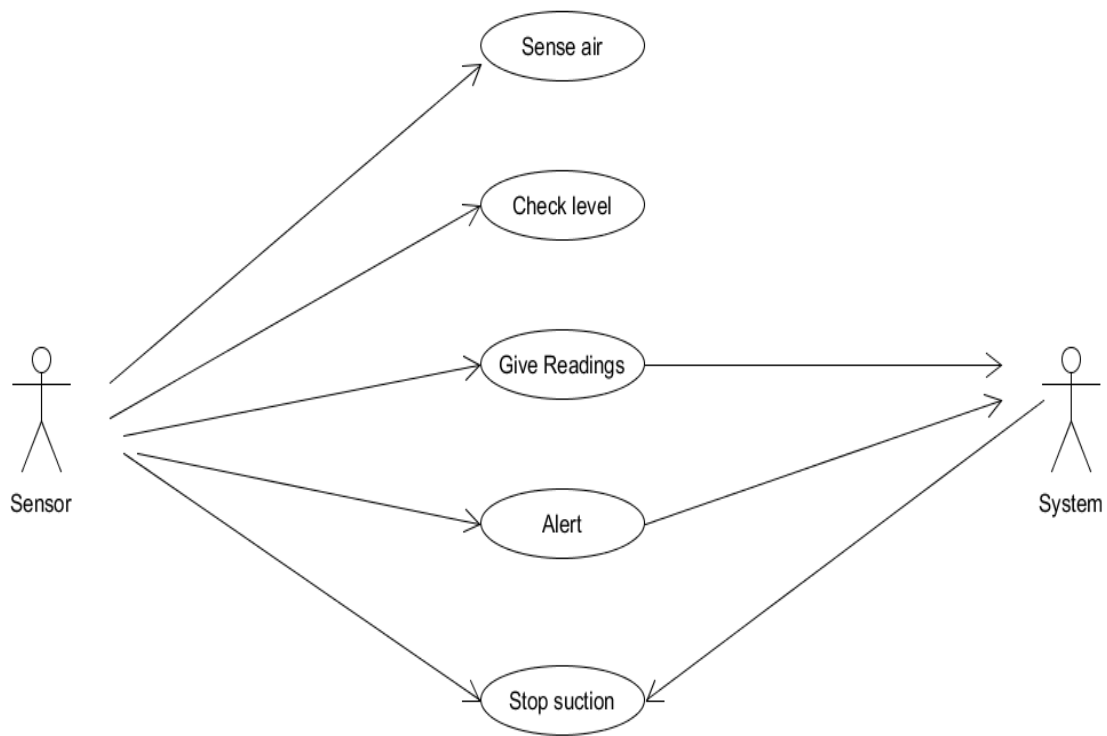 Sense air
Check level
Give Readings
Sensor
System
Alert
Stop suction